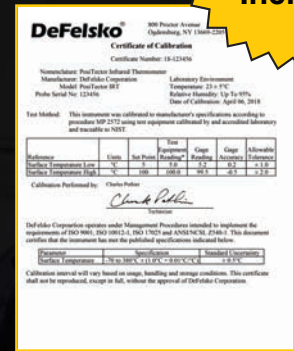 DeFelsko®
800 Proctor Avenue
Ogdensburg, NY 13669-2205
Certificate of Calibration
Certificate Number: 18-123456
Nomenclature: PosiTector Infrared Thermometer
Manufacturer: DeFelsko Corporation
Model: PosiTector IRT
Probe Serial No: 123456
Laboratory Environment
Temperature: 23 ± 5°C
Relative Humidity: Up To 95%
Date of Calibration: April 06, 2018
Test Method: This instrument was calibrated to manufacturer's specifications according to
procedure MP 2572 using test equipment calibrated by and accredited laboratory
and traceable to NIST.
Reference Units Set Point Test Equipment Reading* Gage Reading Gage Accuracy Allowable Tolerance
Surface Temperature Low °C 5 5.0 5.2 0.2 ± 1.0
Surface Temperature High °C 100 100.0 99.5 -0.5 ± 2.0
Calibration Performed by: Charles Pohlen
Technician
DeFelsko Corporation operates under Management Procedures intended to implement the
requirements of ISO 9001, ISO 10012-1, ISO 17025 and ANSI/NCSL Z540-1. This document
certifies that the instrument has met the published specifications indicated below.
Parameter Specification Standard Uncertainty
Surface Temperature -70 to 380°C ± (1.0°C + 0.01°C/°C) ± 0.5°C
Calibration interval will vary based on usage, handling and storage conditions. This certificate
shall not be reproduced, except in full, without the approval of DeFelsko Corporation.